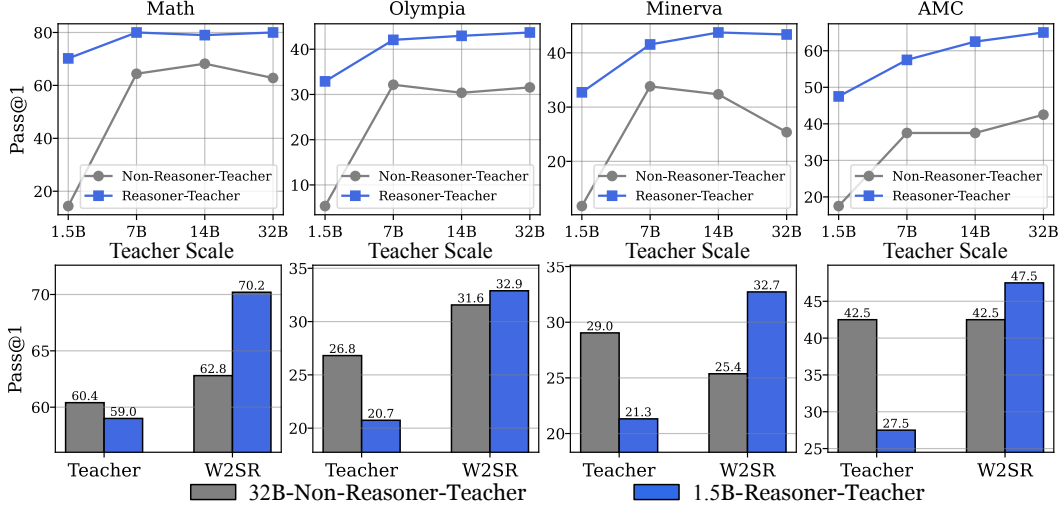 Math
Olympia
Minerva
AMC
Pass@1
80
60
40
20
Non-Reasoner-Teacher
Reasoner-Teacher
1.5B 7B 14B 32B
Teacher Scale
40
30
20
10
Non-Reasoner-Teacher
Reasoner-Teacher
1.5B 7B 14B 32B
Teacher Scale
40
30
20
Non-Reasoner-Teacher
Reasoner-Teacher
1.5B 7B 14B 32B
Teacher Scale
60
50
40
30
20
Non-Reasoner-Teacher
Reasoner-Teacher
1.5B 7B 14B 32B
Teacher Scale
Pass@1
70
65
60
60.4
59.0
62.8
70.2
Teacher W2SR
35
30
25
20
26.8
20.7
31.6
32.9
Teacher W2SR
35
30
25
20
29.0
21.3
25.4
32.7
Teacher W2SR
45
40
35
30
25
42.5
27.5
42.5
47.5
Teacher W2SR
32B-Non-Reasoner-Teacher
1.5B-Reasoner-Teacher